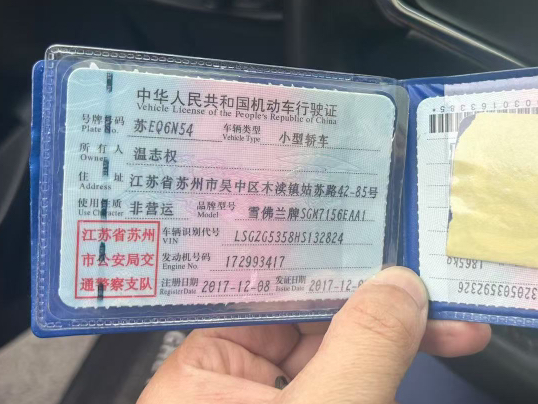 中华人民共和国机动车行驶证
Vehicle License of the People's Republic of China
号牌号码 苏EQ6N54 车辆类型 小型轿车
Plate No. Vehicle Type
所有人 温志权
Owner
住址 江苏省苏州市吴中区木渎镇姑苏路42-85号
Address
使用性质 非营运 品牌型号 雪佛兰牌SGM7156EAA1
Use Character Model
江苏省苏州
市公安局交
通警察支队
车辆识别代号 LSGZG5358HS132824
VIN
发动机号码 172993417
Engine No.
注册日期 2017-12-08 发证日期 2017-12-0
Register Date Issue Date
1865kg